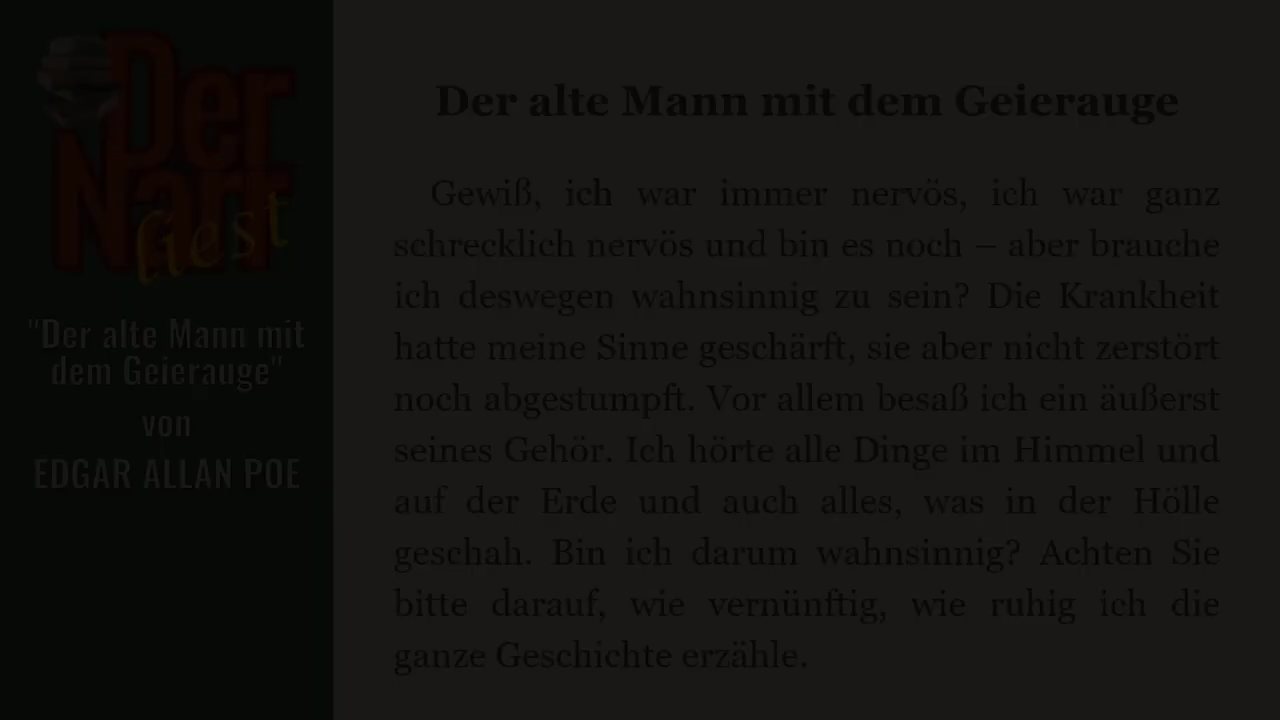 Der
Narr
liest
"Der alte Mann mit
dem Geierauge"
von
EDGAR ALLAN POE
Der alte Mann mit dem Geierauge
Gewiß, ich war immer nervös, ich war ganz
schrecklich nervös und bin es noch – aber brauche
ich deswegen wahnsinnig zu sein? Die Krankheit
hatte meine Sinne geschärft, sie aber nicht zerstört
noch abgestumpft. Vor allem besaß ich ein äußerst
seines Gehör. Ich hörte alle Dinge im Himmel und
auf der Erde und auch alles, was in der Hölle
geschah. Bin ich darum wahnsinnig? Achten Sie
bitte darauf, wie vernünftig, wie ruhig ich die
ganze Geschichte erzähle.